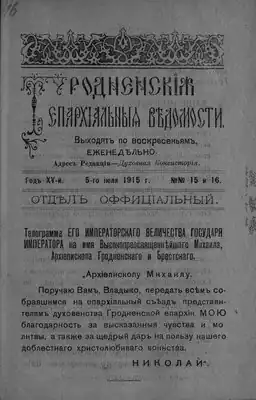 16
ГРОДНЕНСКІЯ
ЕПАРХІАЛЬНЫЯ ВѢДОМОСТИ.
Выходятъ по воскресеньямъ,
ЕЖЕНЕДѢЛЬНО.
Адресъ Редакціи—Духовная Консисторія.
Годъ XV-й. 5-го іюля 1915 г. №№ 15 и 16.
ОТДѢЛЪ ОФФИЦІАЛЬНЫЙ.
Телеграмма ЕГО ИМПЕРАТОРСКАГО ВЕЛИЧЕСТВА ГОСУДАРЯ
ИМПЕРАТОРА на имя Высокопреосвященнѣйшаго Михаила,
Архіепископа Гродненскаго и Брестскаго.
„Архіепископу Михаилу.
Поручаю Вамъ, Владыко, передать всѣмъ со-
бравшимся на епархіальный съѣздъ представи-
телямъ духовенства Гродненской епархіи МОЮ
благодарность за высказанныя чувства и мо-
литвы, а также за щедрый даръ на пользу нашего
доблестнаго христолюбиваго воинства.
НИКОЛАЙ“.